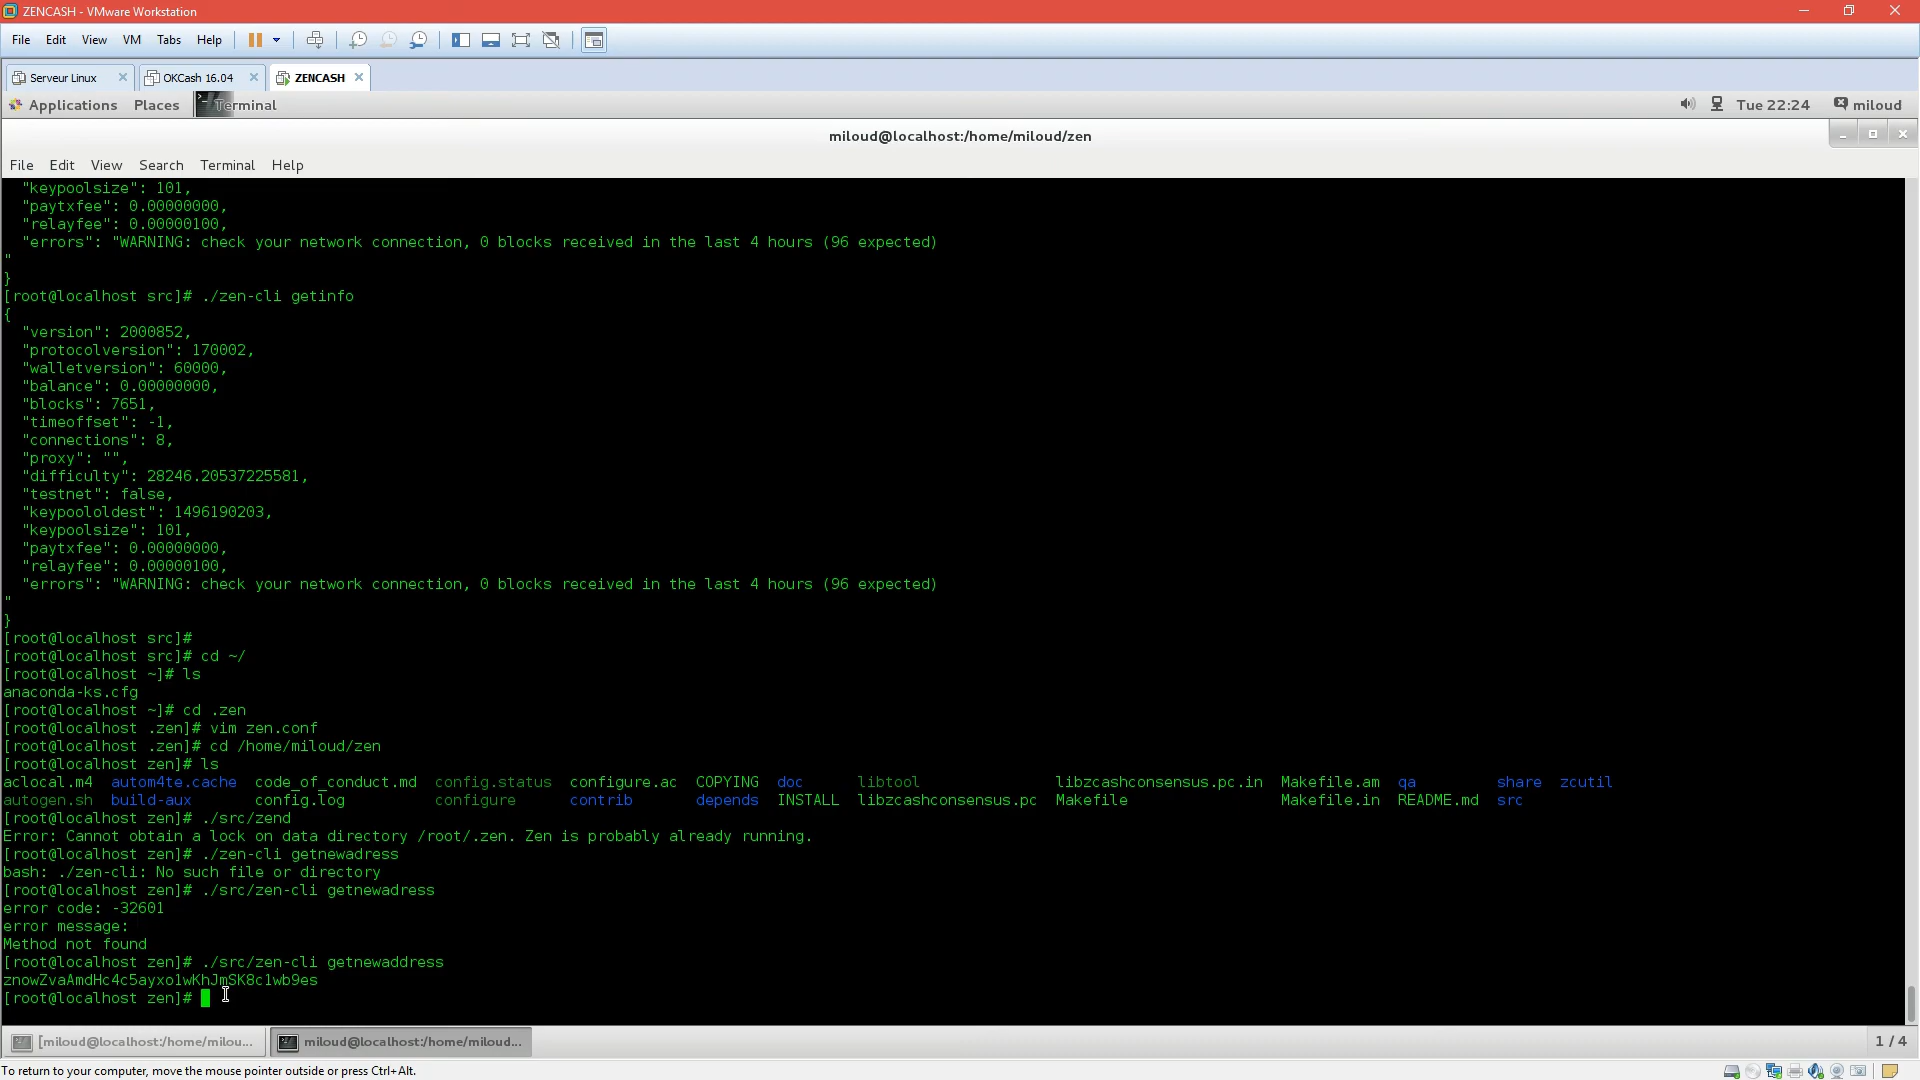 ZENCASH - VMware Workstation
File Edit View VM Tabs Help
Serveur Linux OKCash 16.04 ZENCASH
Applications Places Terminal Tue 22:24 miloud
miloud@localhost:/home/miloud/zen
File Edit View Search Terminal Help
"keypoolsize": 101,
"paytxfee": 0.00000000,
"relayfee": 0.00000100,
"errors": "WARNING: check your network connection, 0 blocks received in the last 4 hours (96 expected)
"
}
[root@localhost src]# ./zen-cli getinfo
{
"version": 2000852,
"protocolversion": 170002,
"walletversion": 60000,
"balance": 0.00000000,
"blocks": 7651,
"timeoffset": -1,
"connections": 8,
"proxy": "",
"difficulty": 28246.20537225581,
"testnet": false,
"keypoololdest": 1496190203,
"keypoolsize": 101,
"paytxfee": 0.00000000,
"relayfee": 0.00000100,
"errors": "WARNING: check your network connection, 0 blocks received in the last 4 hours (96 expected)
"
}
[root@localhost src]#
[root@localhost src]# cd ~/
[root@localhost ~]# ls
anaconda-ks.cfg
[root@localhost ~]# cd .zen
[root@localhost .zen]# vim zen.conf
[root@localhost .zen]# cd /home/miloud/zen
[root@localhost zen]# ls
aclocal.m4 autom4te.cache code_of_conduct.md config.status configure.ac COPYING doc libtool libzcashconsensus.pc.in Makefile.am qa share zcutil
autogen.sh build-aux config.log configure contrib depends INSTALL libzcashconsensus.pc Makefile Makefile.in README.md src
[root@localhost zen]# ./src/zend
Error: Cannot obtain a lock on data directory /root/.zen. Zen is probably already running.
[root@localhost zen]# ./zen-cli getnewadress
bash: ./zen-cli: No such file or directory
[root@localhost zen]# ./src/zen-cli getnewadress
error code: -32601
error message:
Method not found
[root@localhost zen]# ./src/zen-cli getnewaddress
znowZvaAmdHc4c5ayxo1wKhJmSK8c1wb9es
[root@localhost zen]#
[miloud@localhost:/home/milou... miloud@localhost:/home/miloud... 1 / 4
To return to your computer, move the mouse pointer outside or press Ctrl+Alt.